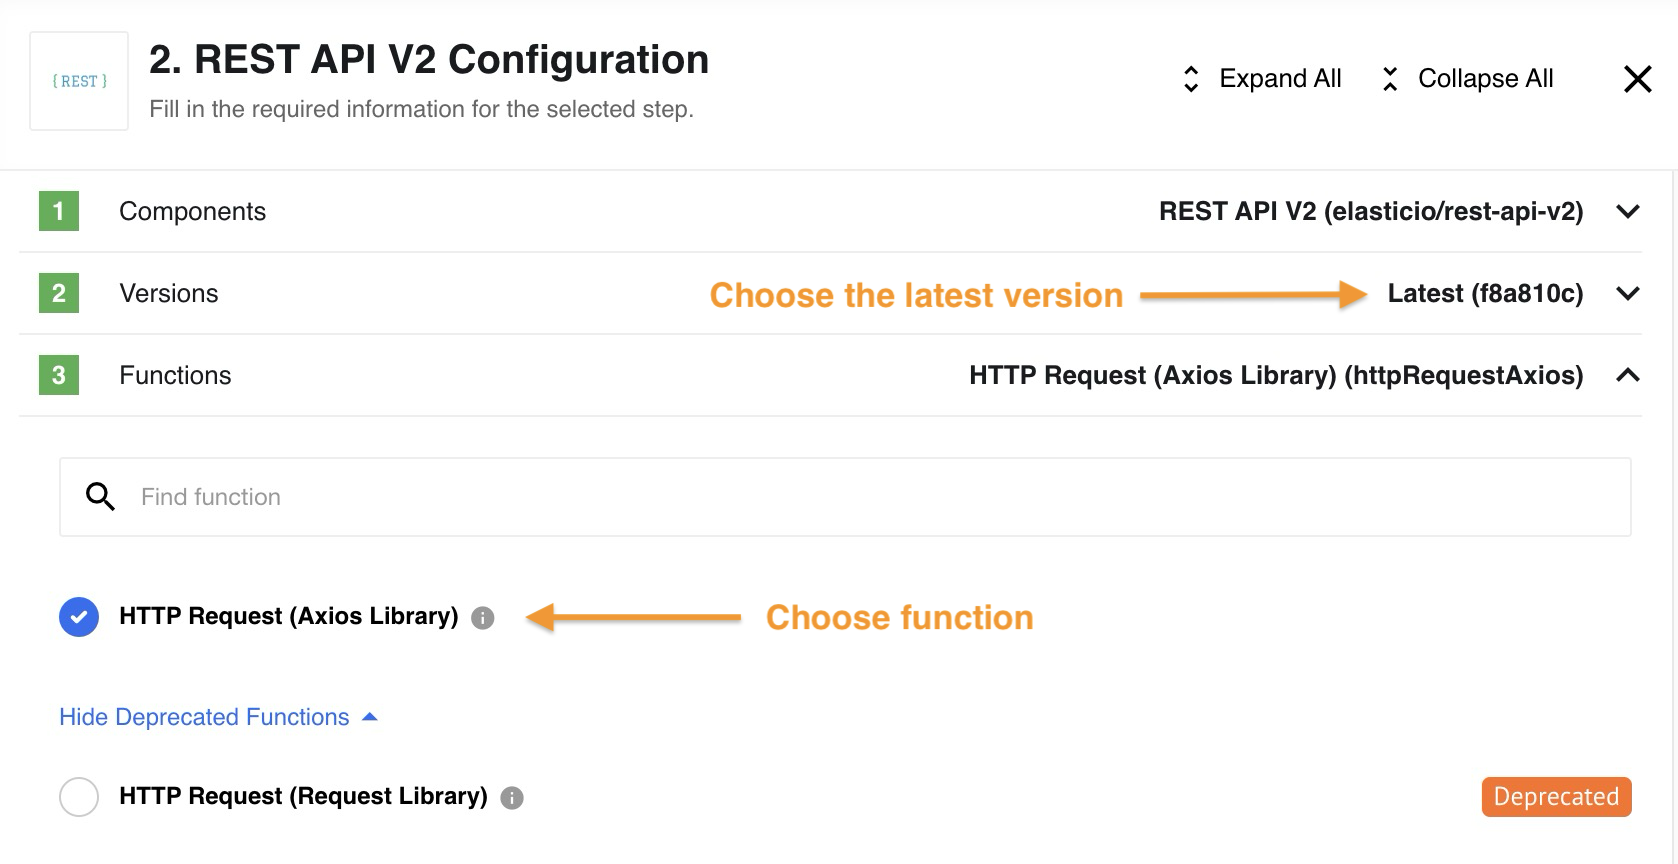 { REST }
2. REST API V2 Configuration
Fill in the required information for the selected step.
Expand All
Collapse All
1 Components REST API V2 (elasticio/rest-api-v2)
2 Versions Choose the latest version Latest (f8a810c)
3 Functions HTTP Request (Axios Library) (httpRequestAxios)
Find function
HTTP Request (Axios Library) i Choose function
Hide Deprecated Functions
HTTP Request (Request Library) i Deprecated